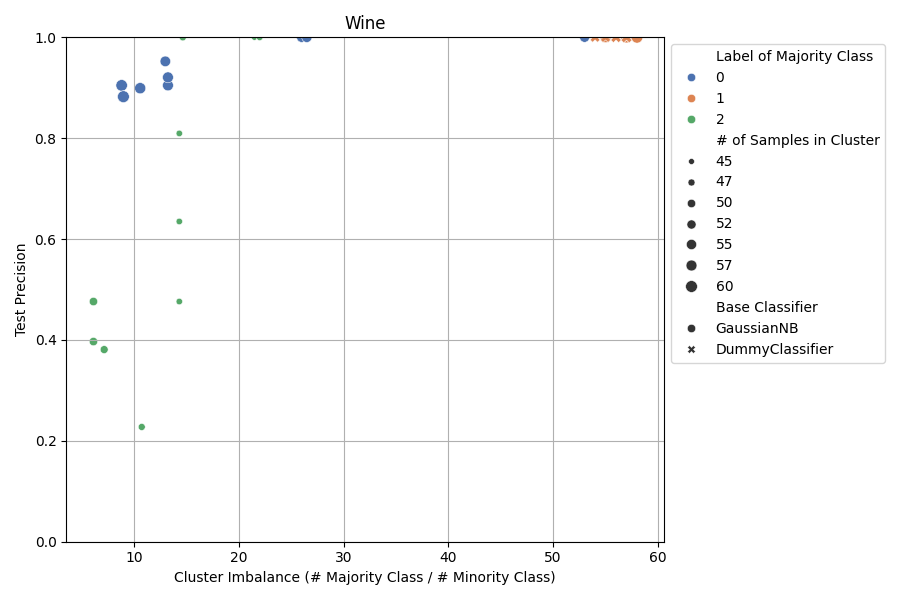 Wine
1.0
0.8
0.6
0.4
0.2
0.0
Test Precision
10 20 30 40 50 60
Cluster Imbalance (# Majority Class / # Minority Class)
Label of Majority Class
0
1
2
# of Samples in Cluster
45
47
50
52
55
57
60
Base Classifier
GaussianNB
DummyClassifier